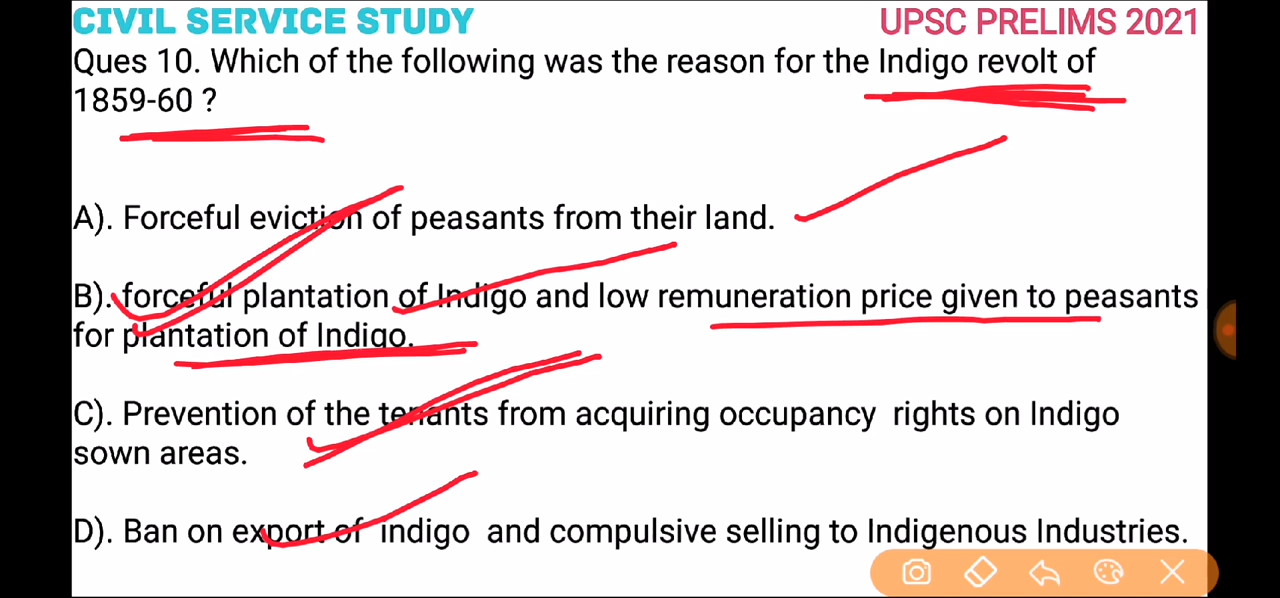 CIVIL SERVICE STUDY UPSC PRELIMS 2021
Ques 10. Which of the following was the reason for the Indigo revolt of
1859-60 ?
A). Forceful eviction of peasants from their land.
B). forceful plantation of Indigo and low remuneration price given to peasants
for plantation of Indigo.
C). Prevention of the tenants from acquiring occupancy rights on Indigo
sown areas.
D). Ban on export of indigo and compulsive selling to Indigenous Industries.